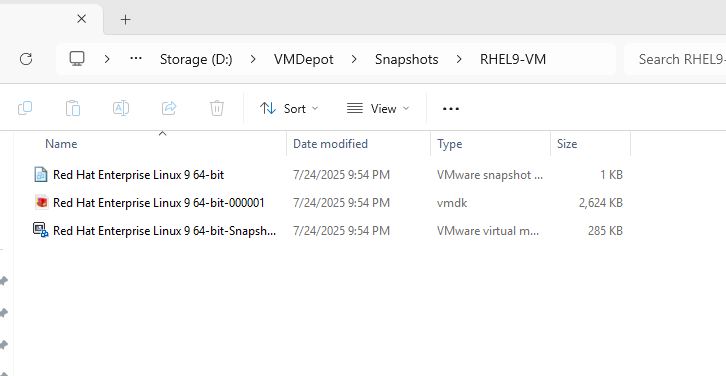 Storage (D:) VMDepot Snapshots RHEL9-VM Search RHEL9-
Sort View
Name Date modified Type Size
Red Hat Enterprise Linux 9 64-bit 7/24/2025 9:54 PM VMware snapshot ... 1 KB
Red Hat Enterprise Linux 9 64-bit-000001 7/24/2025 9:54 PM vmdk 2,624 KB
Red Hat Enterprise Linux 9 64-bit-Snapsh... 7/24/2025 9:54 PM VMware virtual m... 285 KB